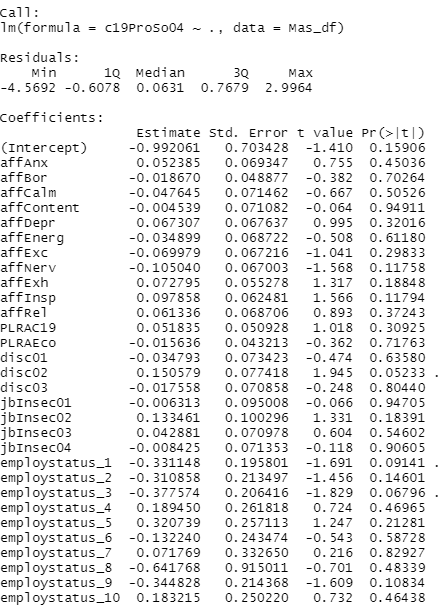 Call:
lm(formula = c19ProSo04 ~ ., data = Mas_df)
Residuals:
Min 1Q Median 3Q Max
-4.5692 -0.6078 0.0631 0.7679 2.9964
Coefficients:
Estimate Std. Error t value Pr(>|t|)
(Intercept) -0.992061 0.703428 -1.410 0.15906
affAnx 0.052385 0.069347 0.755 0.45036
affBor -0.018670 0.048877 -0.382 0.70264
affCalm -0.047645 0.071462 -0.667 0.50526
affContent -0.004539 0.071082 -0.064 0.94911
affDepr 0.067307 0.067637 0.995 0.32016
affEnerg -0.034899 0.068722 -0.508 0.61180
affExc -0.069979 0.067216 -1.041 0.29833
affNerv -0.105040 0.067003 -1.568 0.11758
affExh 0.072795 0.055278 1.317 0.18848
affInsp 0.097858 0.062481 1.566 0.11794
affRel 0.061336 0.068706 0.893 0.37243
PLRAC19 0.051835 0.050928 1.018 0.30925
PLRAEco -0.015636 0.043213 -0.362 0.71763
disc01 -0.034793 0.073423 -0.474 0.63580
disc02 0.150579 0.077418 1.945 0.05233 .
disc03 -0.017558 0.070858 -0.248 0.80440
jbInsec01 -0.006313 0.095008 -0.066 0.94705
jbInsec02 0.133461 0.100296 1.331 0.18391
jbInsec03 0.042881 0.070978 0.604 0.54602
jbInsec04 -0.008425 0.071353 -0.118 0.90605
employstatus_1 -0.331148 0.195801 -1.691 0.09141 .
employstatus_2 -0.310858 0.213497 -1.456 0.14601
employstatus_3 -0.377574 0.206416 -1.829 0.06796 .
employstatus_4 0.189450 0.261818 0.724 0.46965
employstatus_5 0.320739 0.257113 1.247 0.21281
employstatus_6 -0.132240 0.243474 -0.543 0.58728
employstatus_7 0.071769 0.332650 0.216 0.82927
employstatus_8 -0.641768 0.915011 -0.701 0.48339
employstatus_9 -0.344828 0.214368 -1.609 0.10834
employstatus_10 0.183215 0.250220 0.732 0.46438